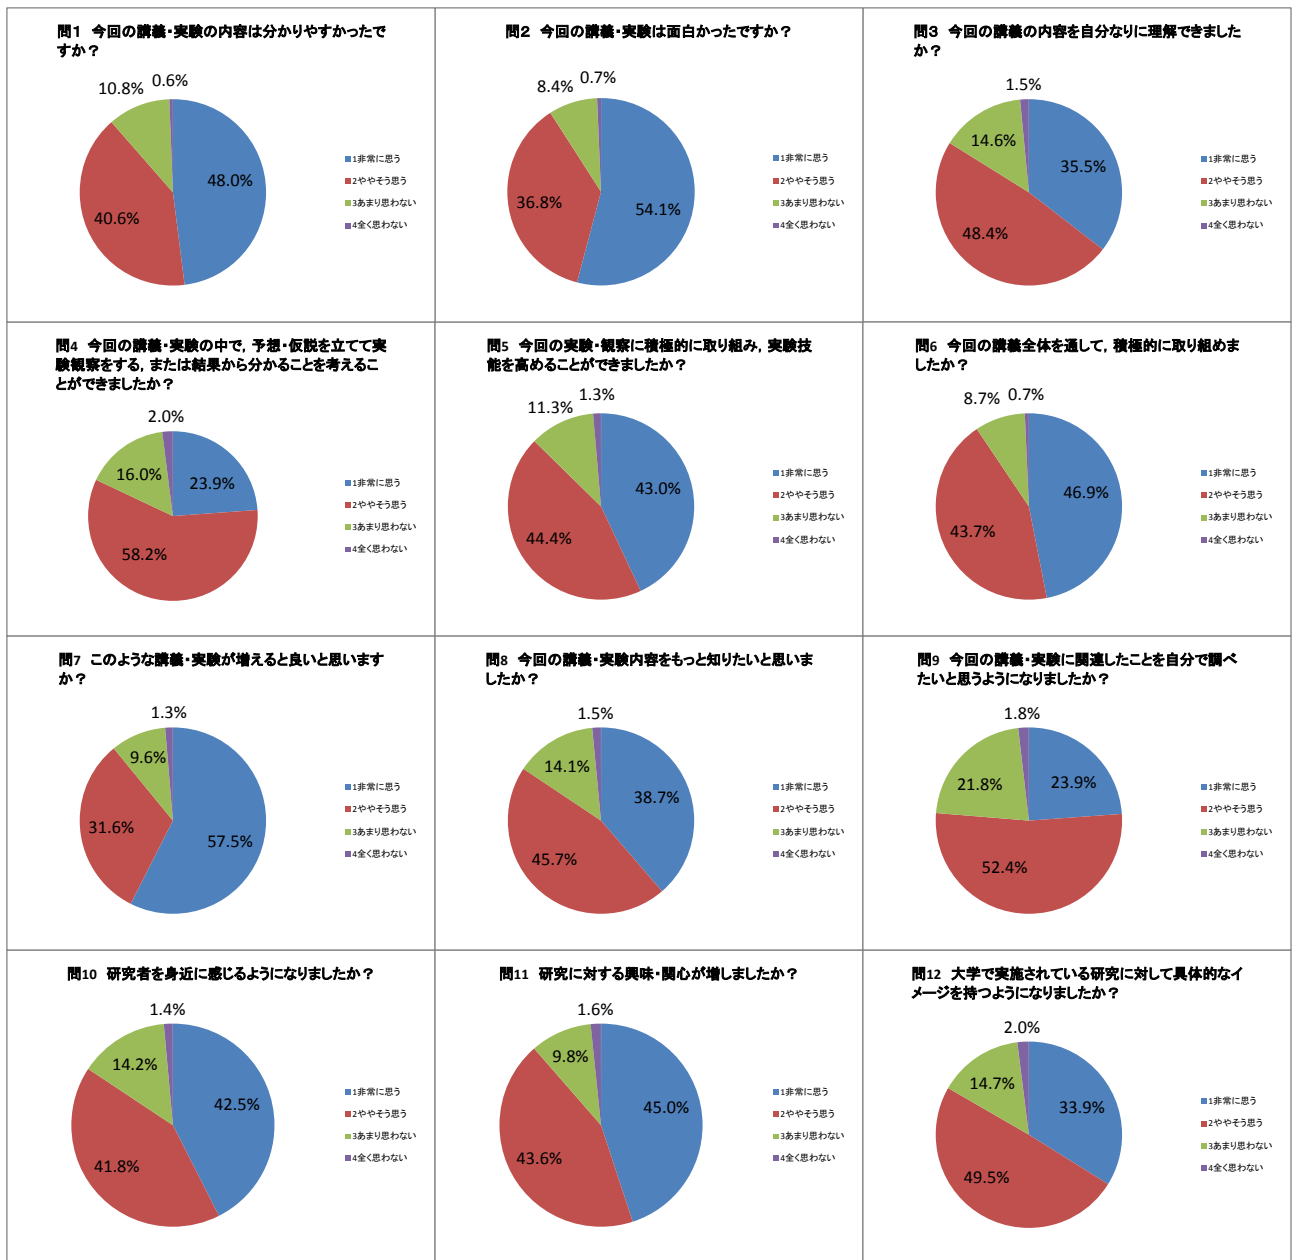 問1　今回の講義・実験の内容は分かりやすかったで
すか？
10.8%
0.6%
48.0%
40.6%
1非常に思う
2ややそう思う
3あまり思わない
4全く思わない
問2　今回の講義・実験は面白かったですか？
8.4%
0.7%
36.8%
54.1%
1非常に思う
2ややそう思う
3あまり思わない
4全く思わない
問3　今回の講義の内容を自分なりに理解できました
か？
1.5%
14.6%
35.5%
48.4%
1非常に思う
2ややそう思う
3あまり思わない
4全く思わない
問4　今回の講義・実験の中で，予想・仮説を立てて実
験観察をする，または結果から分かることを考えるこ
とができましたか？
2.0%
16.0%
23.9%
58.2%
1非常に思う
2ややそう思う
3あまり思わない
4全く思わない
問5　今回の実験・観察に積極的に取り組み，実験技
能を高めることができましたか？
11.3%
1.3%
43.0%
44.4%
1非常に思う
2ややそう思う
3あまり思わない
4全く思わない
問6　今回の講義全体を通して，積極的に取り組めま
したか？
8.7%
0.7%
46.9%
43.7%
1非常に思う
2ややそう思う
3あまり思わない
4全く思わない
問7　このような講義・実験が増えると良いと思います
か？
1.3%
9.6%
31.6%
57.5%
1非常に思う
2ややそう思う
3あまり思わない
4全く思わない
問8　今回の講義・実験内容をもっと知りたいと思いま
したか？
1.5%
14.1%
38.7%
45.7%
1非常に思う
2ややそう思う
3あまり思わない
4全く思わない
問9　今回の講義・実験に関連したことを自分で調べ
たいと思うようになりましたか？
1.8%
21.8%
23.9%
52.4%
1非常に思う
2ややそう思う
3あまり思わない
4全く思わない
問10　研究者を身近に感じるようになりましたか？
1.4%
14.2%
42.5%
41.8%
1非常に思う
2ややそう思う
3あまり思わない
4全く思わない
問11　研究に対する興味・関心が増しましたか？
1.6%
9.8%
45.0%
43.6%
1非常に思う
2ややそう思う
3あまり思わない
4全く思わない
問12　大学で実施されている研究に対して具体的なイ
メージを持つようになりましたか？
2.0%
14.7%
33.9%
49.5%
1非常に思う
2ややそう思う
3あまり思わない
4全く思わない